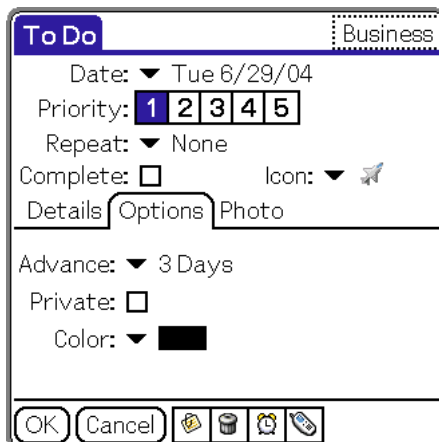 To Do Business
Date: Tue 6/29/04
Priority: 1 2 3 4 5
Repeat: None
Complete: Icon:
Details Options Photo
Advance: 3 Days
Private:
Color:
OK Cancel